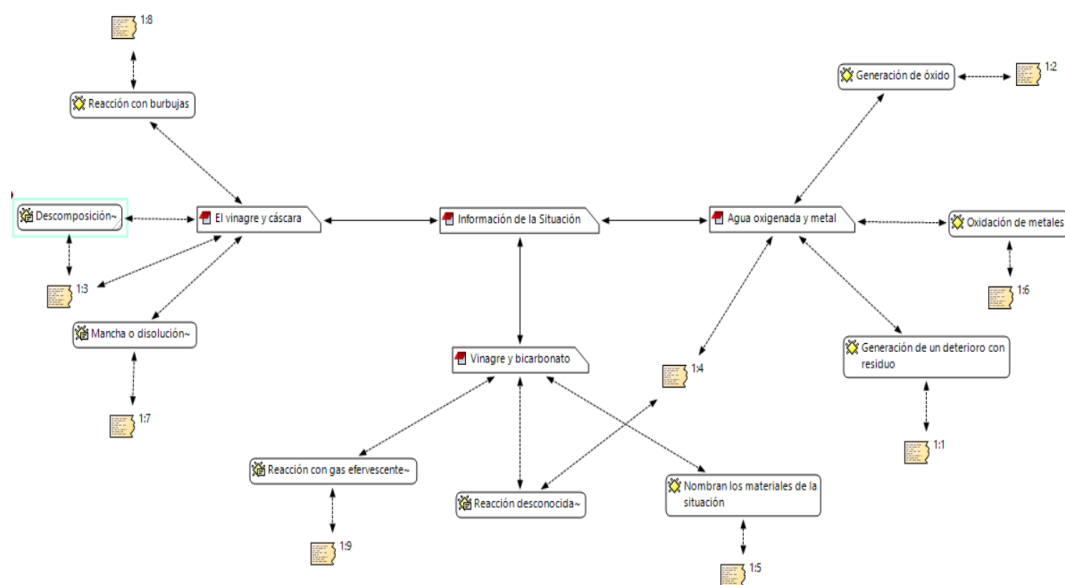 1:8
Generación de óxido
1:2
Reacción con burbujas
Descomposición~
El vinagre y cáscara
Información de la Situación
Agua oxigenada y metal
Oxidación de metales
1:3
1:6
Mancha o disolución~
Vinagre y bicarbonato
1:4
Generación de un deterioro con
residuo
1:7
1:1
Reacción con gas efervescente~
Reacción desconocida~
Nombran los materiales de la
situación
1:9
1:5